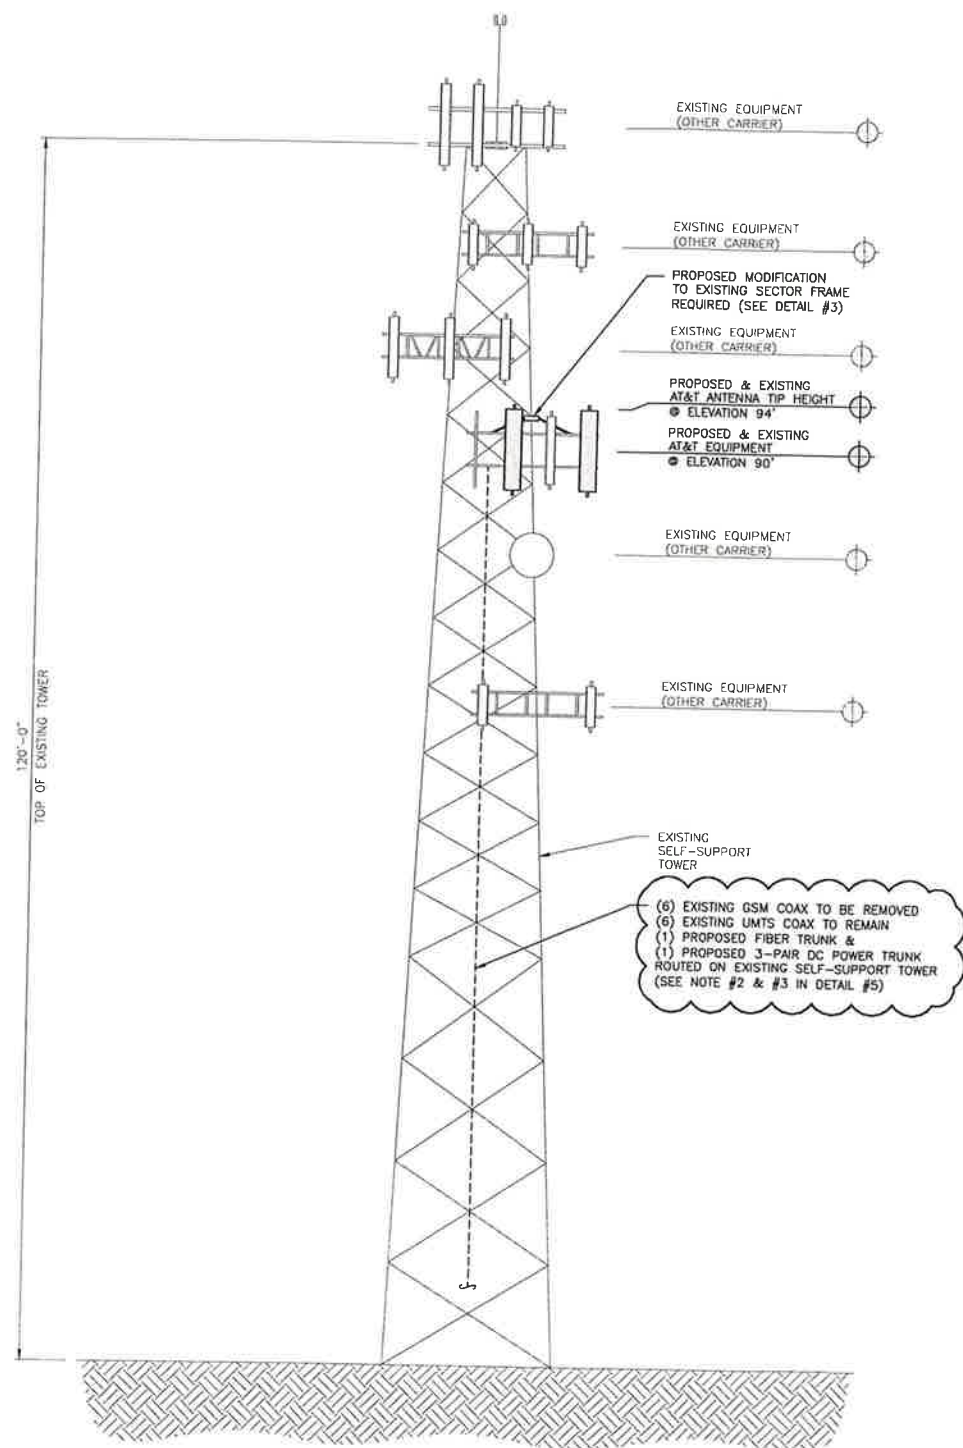 EXISTING EQUIPMENT
(OTHER CARRIER)
EXISTING EQUIPMENT
(OTHER CARRIER)
PROPOSED MODIFICATION
TO EXISTING SECTOR FRAME
REQUIRED (SEE DETAIL #3)
EXISTING EQUIPMENT
(OTHER CARRIER)
PROPOSED & EXISTING
AT&T ANTENNA TIP HEIGHT
@ ELEVATION 94'
PROPOSED & EXISTING
AT&T EQUIPMENT
@ ELEVATION 90'
EXISTING EQUIPMENT
(OTHER CARRIER)
EXISTING EQUIPMENT
(OTHER CARRIER)
120'-0"
TOP OF EXISTING TOWER
EXISTING
SELF-SUPPORT
TOWER
(6) EXISTING GSM COAX TO BE REMOVED
(6) EXISTING UMTS COAX TO REMAIN
(1) PROPOSED FIBER TRUNK &
(1) PROPOSED 3-PAIR DC POWER TRUNK
ROUTED ON EXISTING SELF-SUPPORT TOWER
(SEE NOTE #2 & #3 IN DETAIL #5)